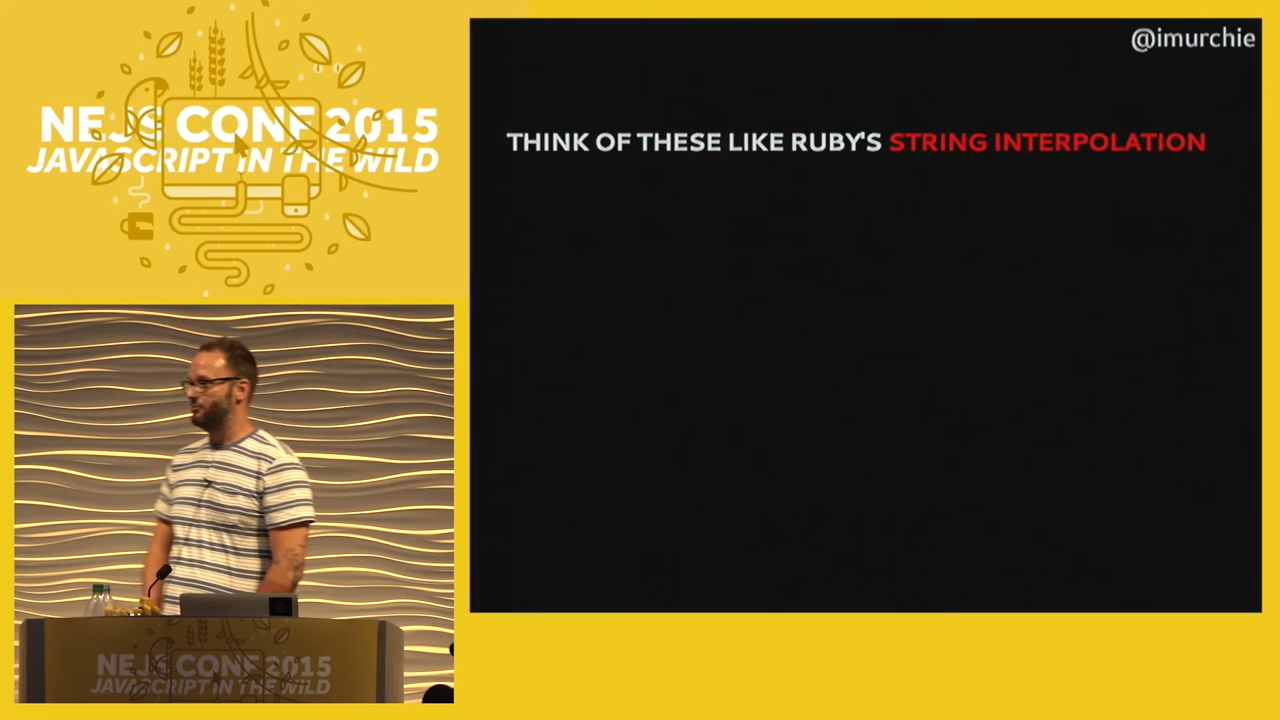 NEJS CONF 2015
JAVASCRIPT IN THE WILD
@imurchie
THINK OF THESE LIKE RUBY'S STRING INTERPOLATION
NEJS CONF 2015
JAVASCRIPT IN THE WILD